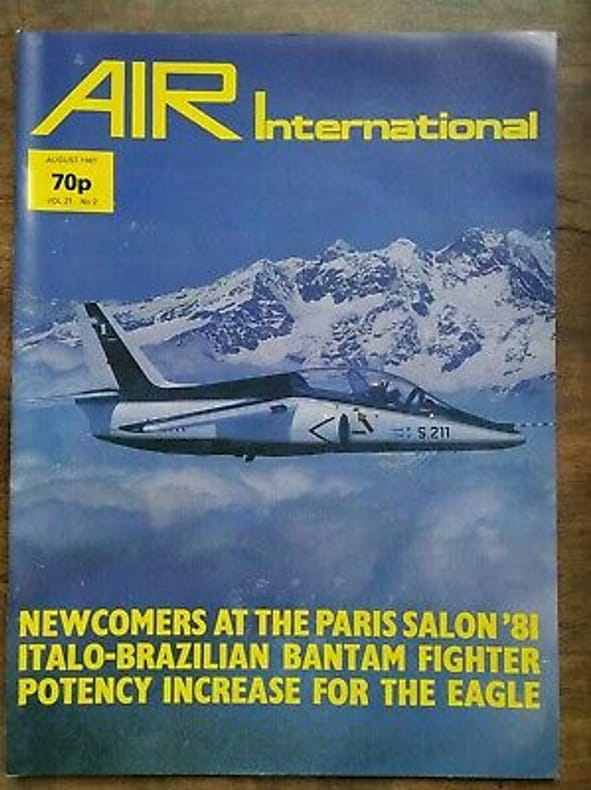 AIR International
AUGUST 1981
70p
VOL 21 No 2
S.211
NEWCOMERS AT THE PARIS SALON '81
ITALO-BRAZILIAN BANTAM FIGHTER
POTENCY INCREASE FOR THE EAGLE